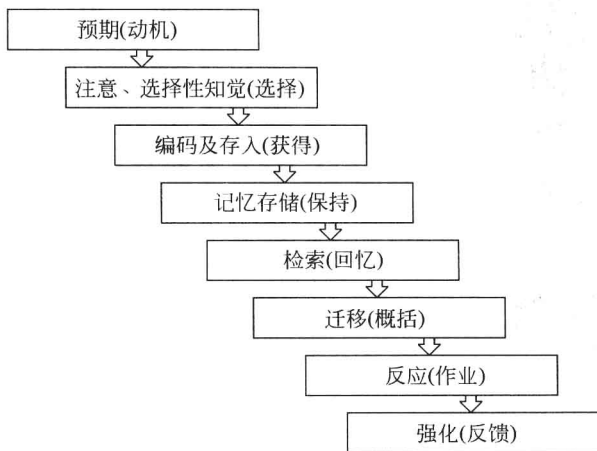 预期(动机)
注意、选择性知觉(选择)
编码及存入(获得)
记忆存储(保持)
检索(回忆)
迁移(概括)
反应(作业)
强化(反馈)